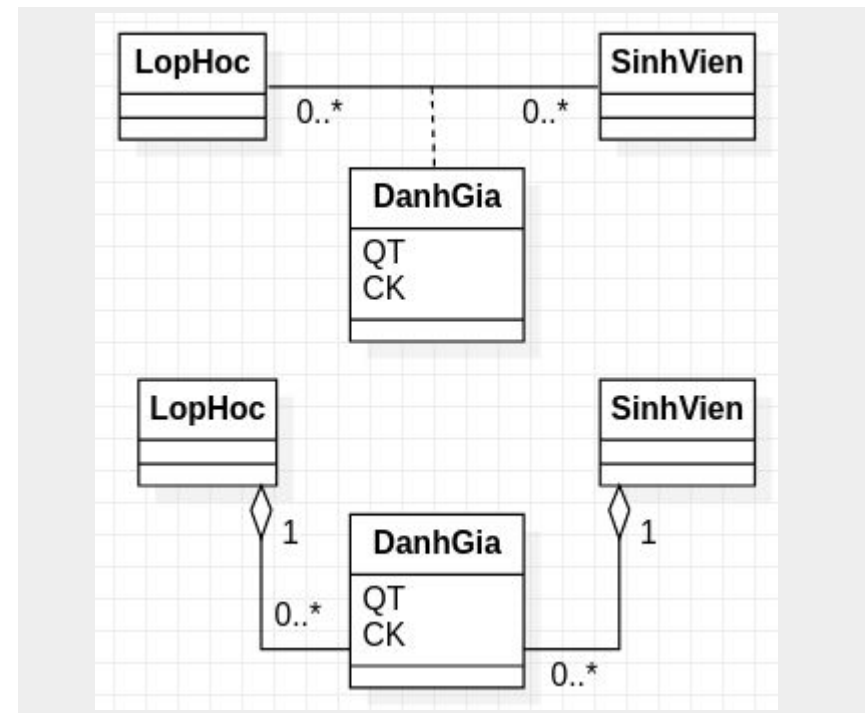 LopHoc
SinhVien
0..*
0..*
DanhGia
QT
CK
LopHoc
SinhVien
1
1
DanhGia
0..*
QT
CK
0..*